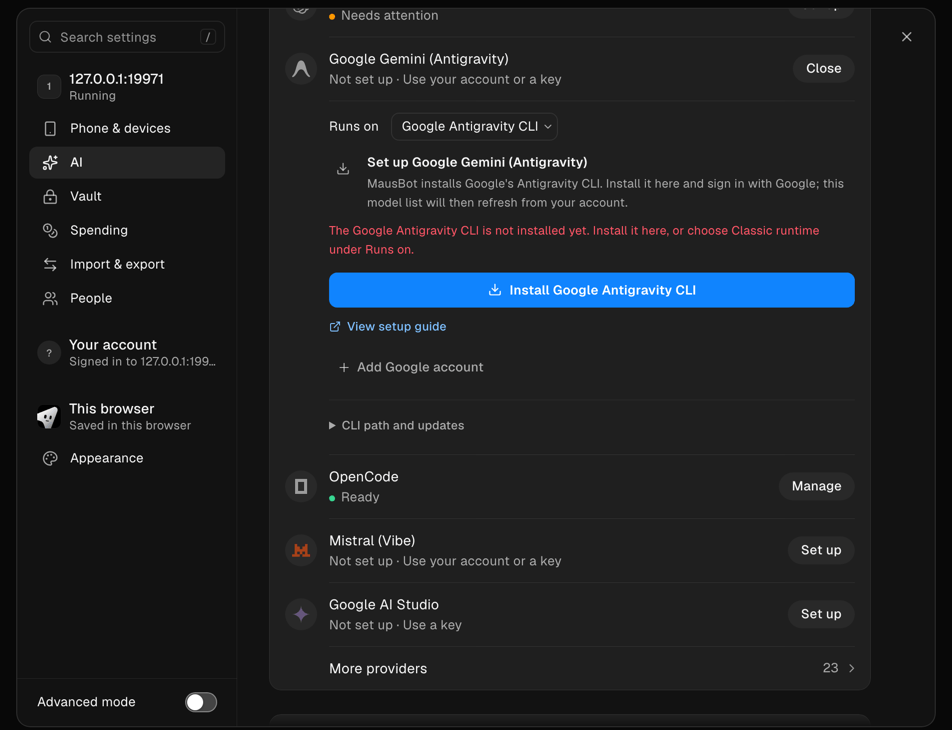 Search settings /
1
127.0.0.1:19971
Running
Phone & devices
AI
Vault
Spending
Import & export
People
?
Your account
Signed in to 127.0.0.1:199...
This browser
Saved in this browser
Appearance
Advanced mode
Needs attention
Google Gemini (Antigravity)
Not set up · Use your account or a key
Close
Runs on Google Antigravity CLI
Set up Google Gemini (Antigravity)
MausBot installs Google's Antigravity CLI. Install it here and sign in with Google; this
model list will then refresh from your account.
The Google Antigravity CLI is not installed yet. Install it here, or choose Classic runtime
under Runs on.
Install Google Antigravity CLI
View setup guide
+ Add Google account
CLI path and updates
OpenCode
Ready
Manage
Mistral (Vibe)
Not set up · Use your account or a key
Set up
Google AI Studio
Not set up · Use a key
Set up
More providers 23